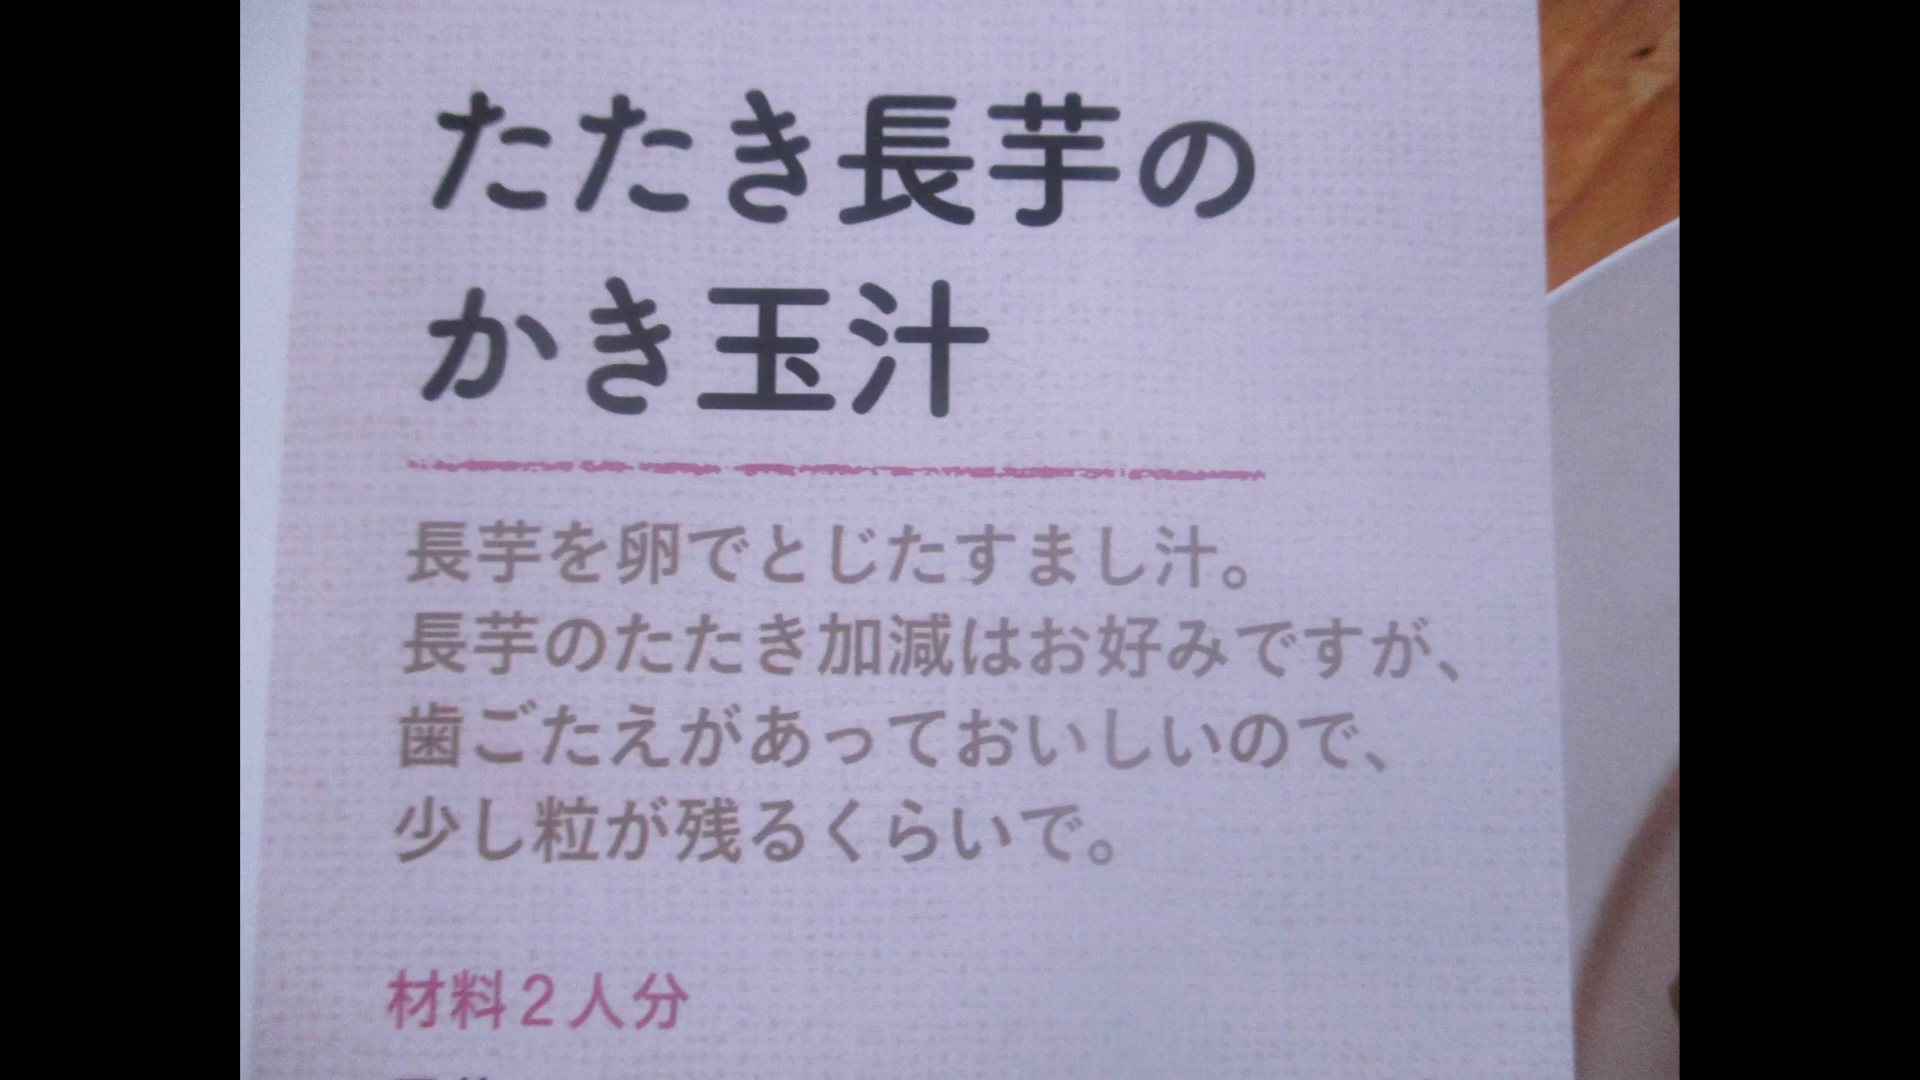 たたき長芋の
かき玉汁
長芋を卵でとじたすまし汁。
長芋のたたき加減はお好みですが、
歯ごたえがあっておいしいので、
少し粒が残るくらいで。
材料2人分